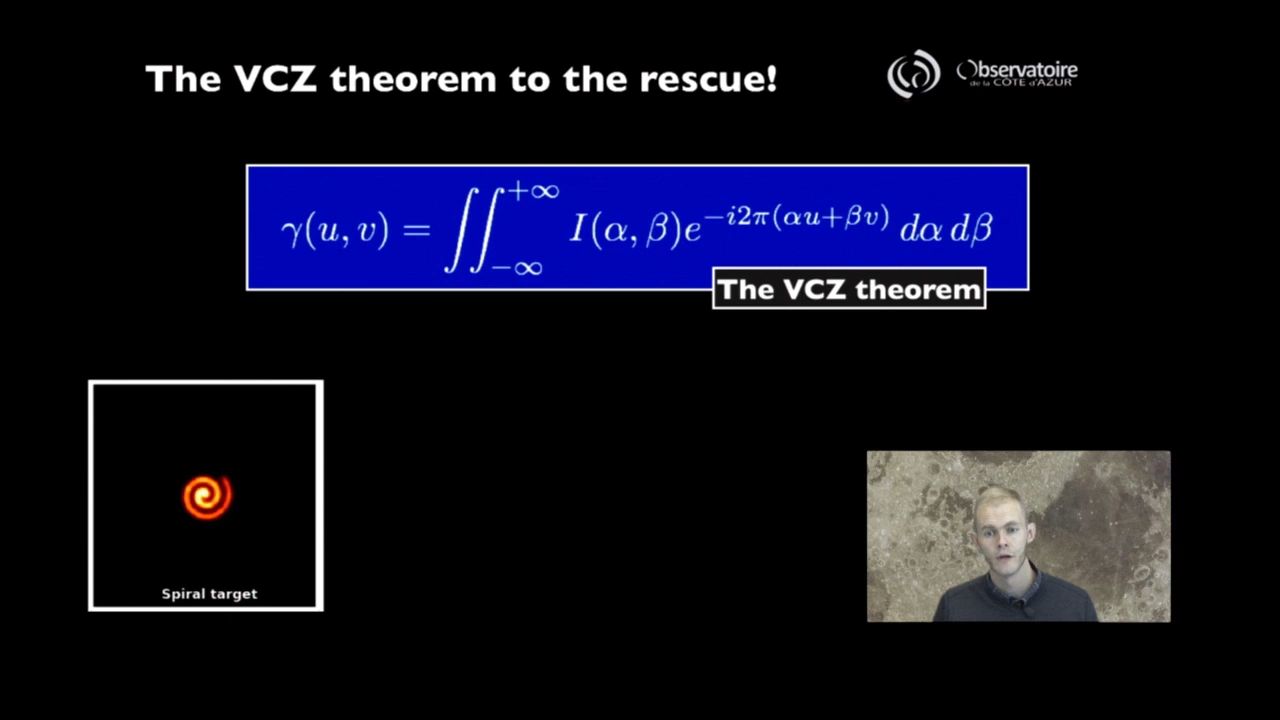 The VCZ theorem to the rescue!
Observatoire
de la CÔTE d'AZUR
γ(u, v) = ∬_{−∞}^{+∞} I(α, β)e^{−i2π(αu+βv)} dα dβ
The VCZ theorem
Spiral target